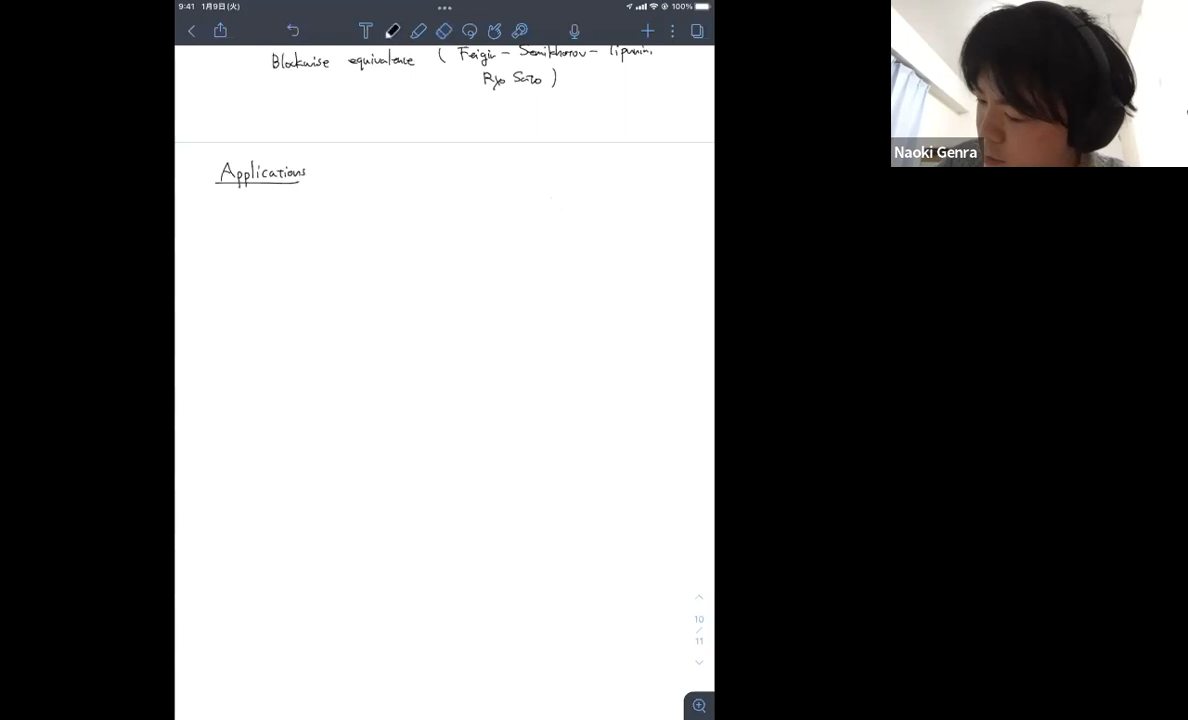 9:41 1月9日(火) 100%
Blockwise equivalence ( Feigin - Semikhatov - Tipunin,
Ryo Sato )
Applications
10
/
11
Naoki Genra